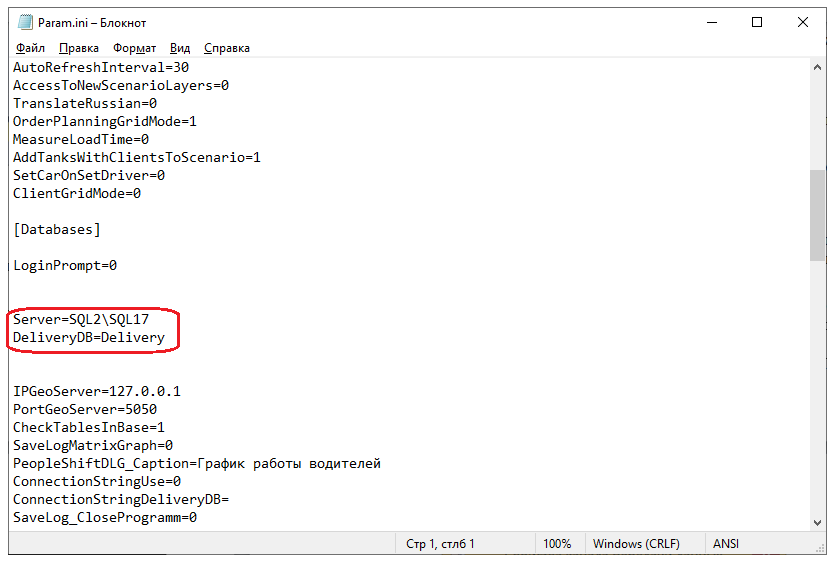 Param.ini – Блокнот
Файл Правка Формат Вид Справка
AutoRefreshInterval=30
AccessToNewScenarioLayers=0
TranslateRussian=0
OrderPlanningGridMode=1
MeasureLoadTime=0
AddTanksWithClientsToScenario=1
SetCarOnSetDriver=0
ClientGridMode=0
[Databases]
LoginPrompt=0
Server=SQL2\SQL17
DeliveryDB=Delivery
IPGeoServer=127.0.0.1
PortGeoServer=5050
CheckTablesInBase=1
SaveLogMatrixGraph=0
PeopleShiftDLG_Caption=График работы водителей
ConnectionStringUse=0
ConnectionStringDeliveryDB=
SaveLog_CloseProgramm=0
Стр 1, стлб 1 100% Windows (CRLF) ANSI